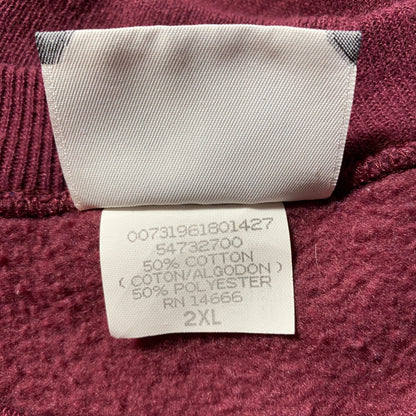 00731961801427
54732700
50% COTTON
(COTON/ALGODON)
50% POLYESTER
RN 14666
2XL